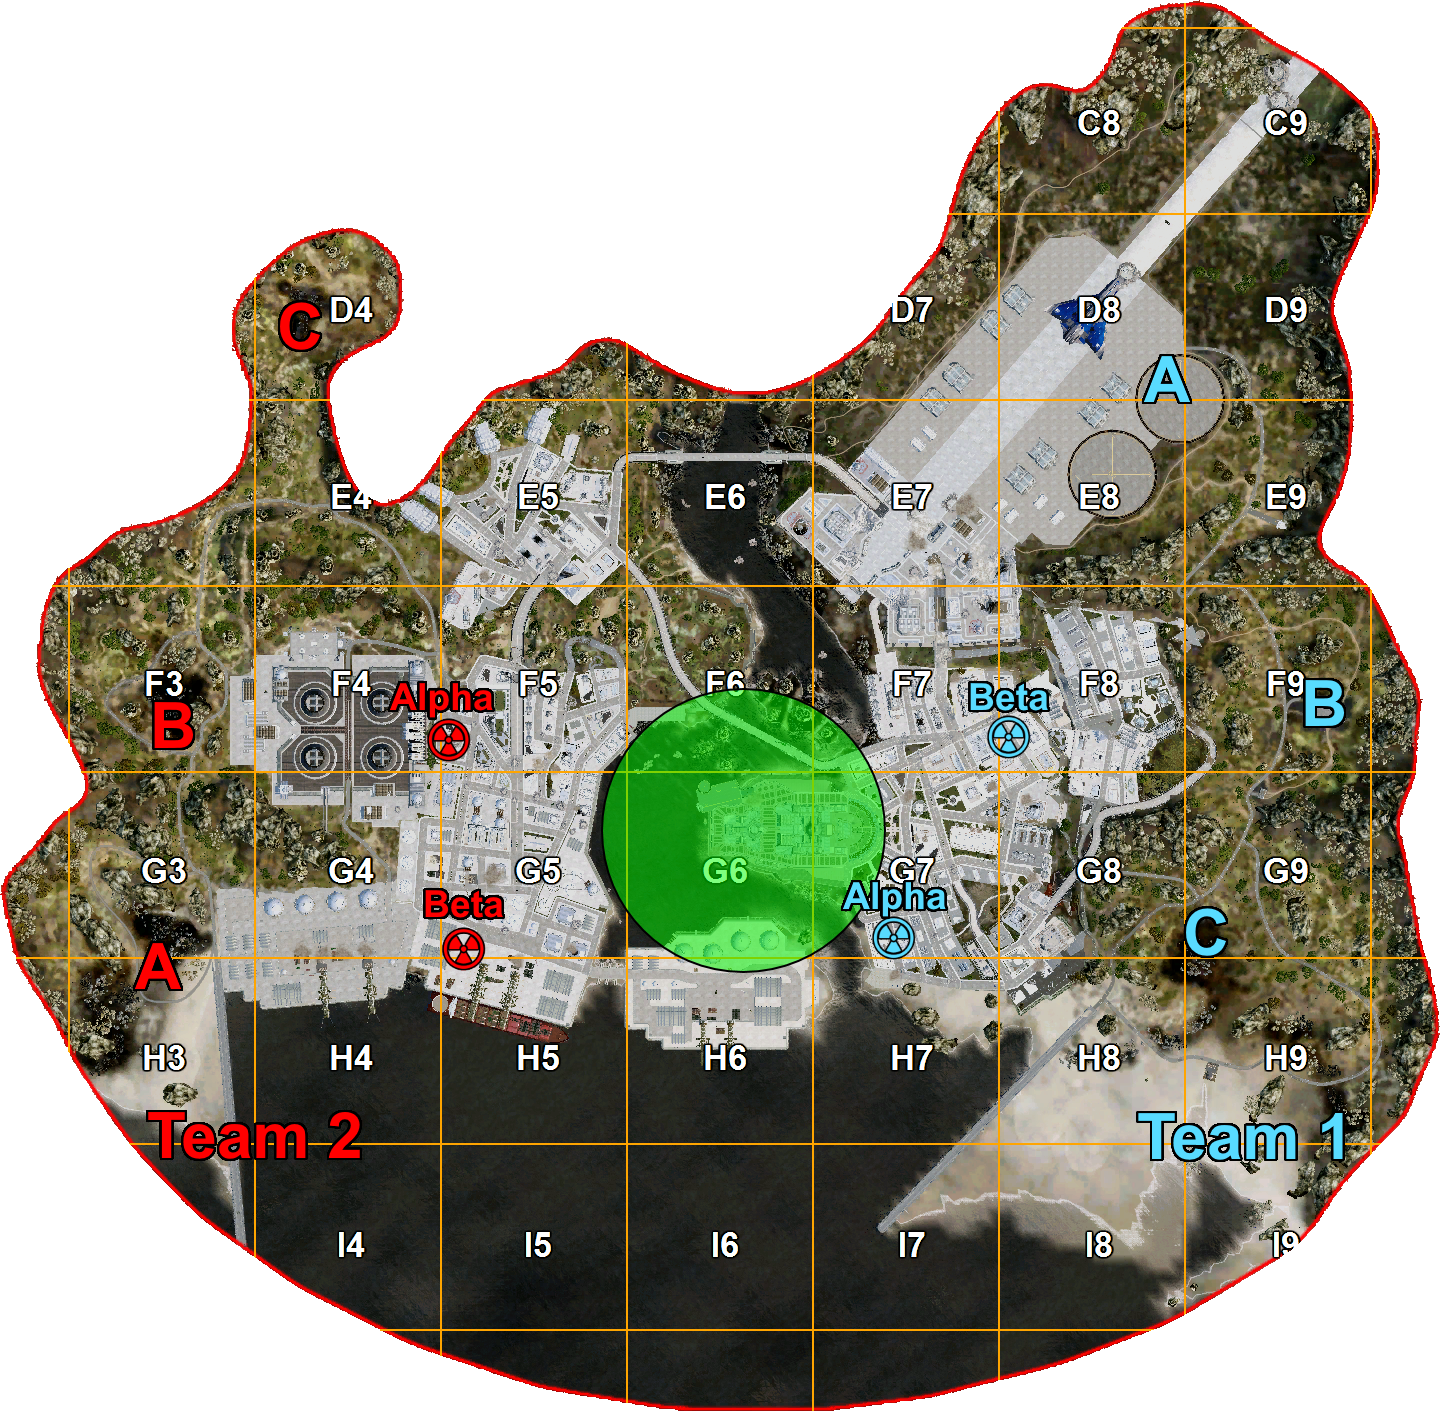 C8 C9
D4 D7 D8 D9
C
A
E4 E5 E6 E7 E8 E9
F3 F4 F5 F6 F7 F8 F9
B Alpha Beta B
G3 G4 G5 G6 G7 G8 G9
Beta Alpha
A C
H3 H4 H5 H6 H7 H8 H9
Team 2 Team 1
I4 I5 I6 I7 I8 I9